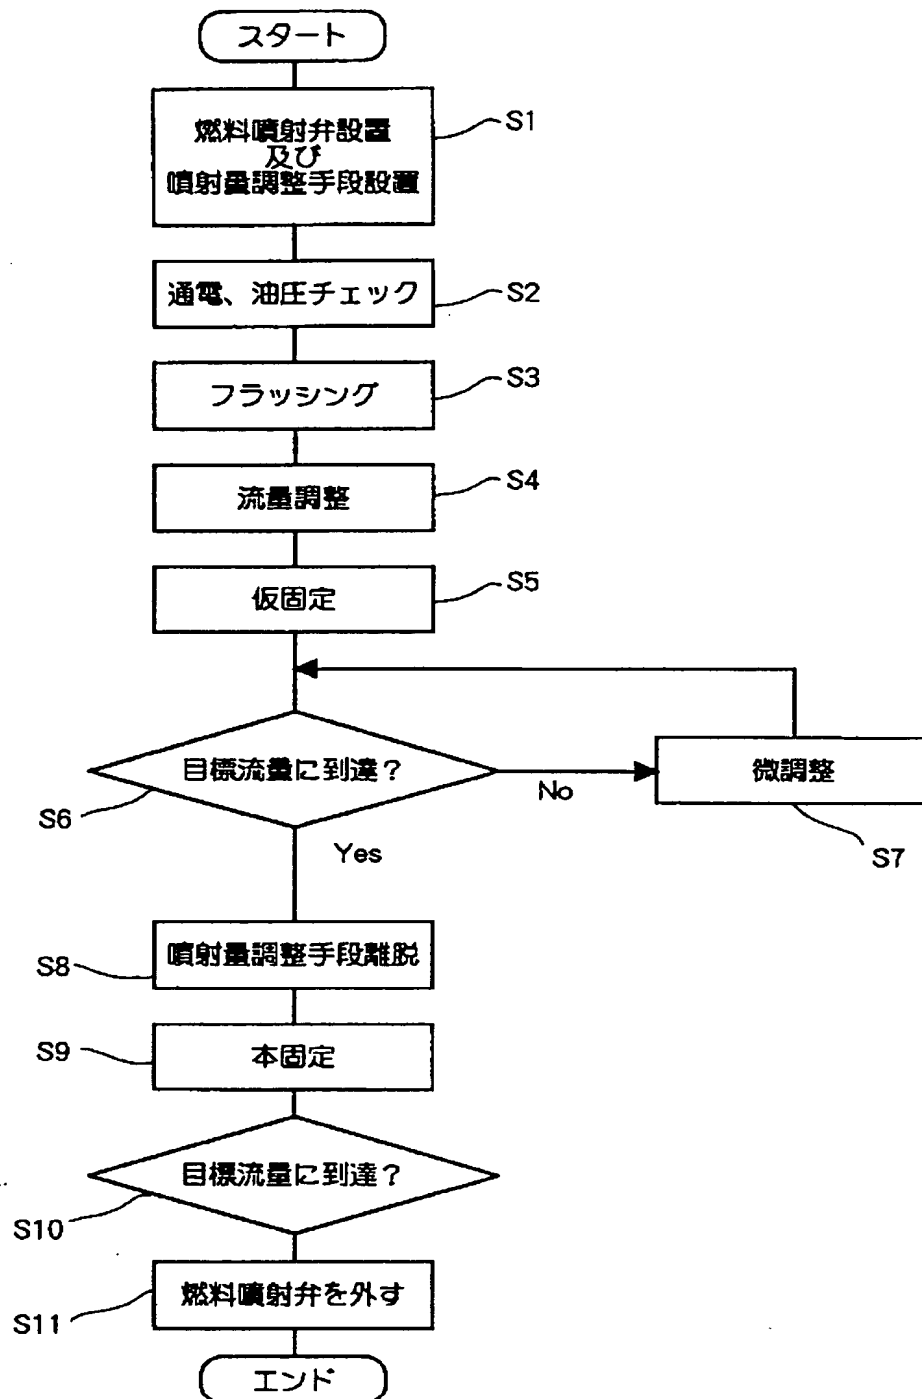 スタート
燃料噴射弁設置
及び
噴射量調整手段設置
S1
通電、油圧チェック
S2
フラッシング
S3
流量調整
S4
仮固定
S5
目標流量に到達?
S6
No
微調整
S7
Yes
噴射量調整手段離脱
S8
本固定
S9
目標流量に到達?
S10
燃料噴射弁を外す
S11
エンド